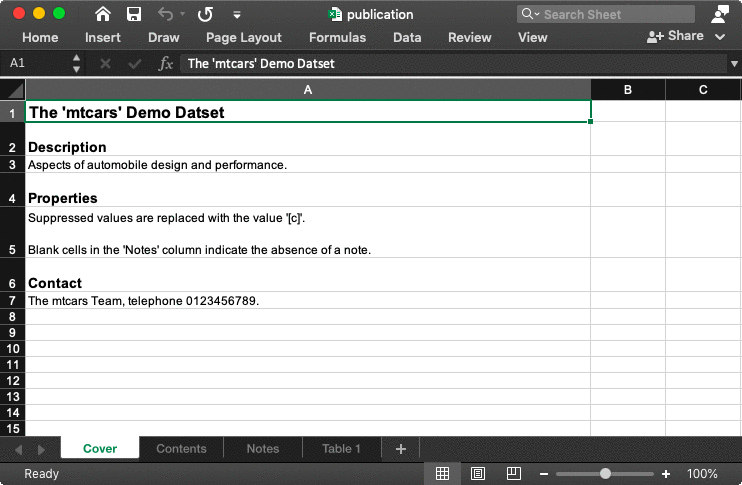 publication
Search Sheet
Home Insert Draw Page Layout Formulas Data Review View Share
A1 fx The 'mtcars' Demo Datset
A B C
1 The 'mtcars' Demo Datset
2 Description
3 Aspects of automobile design and performance.
4 Properties
Suppressed values are replaced with the value '[c]'.
5 Blank cells in the 'Notes' column indicate the absence of a note.
6 Contact
7 The mtcars Team, telephone 0123456789.
8
9
10
11
12
13
14
15
Cover Contents Notes Table 1 +
Ready 100%